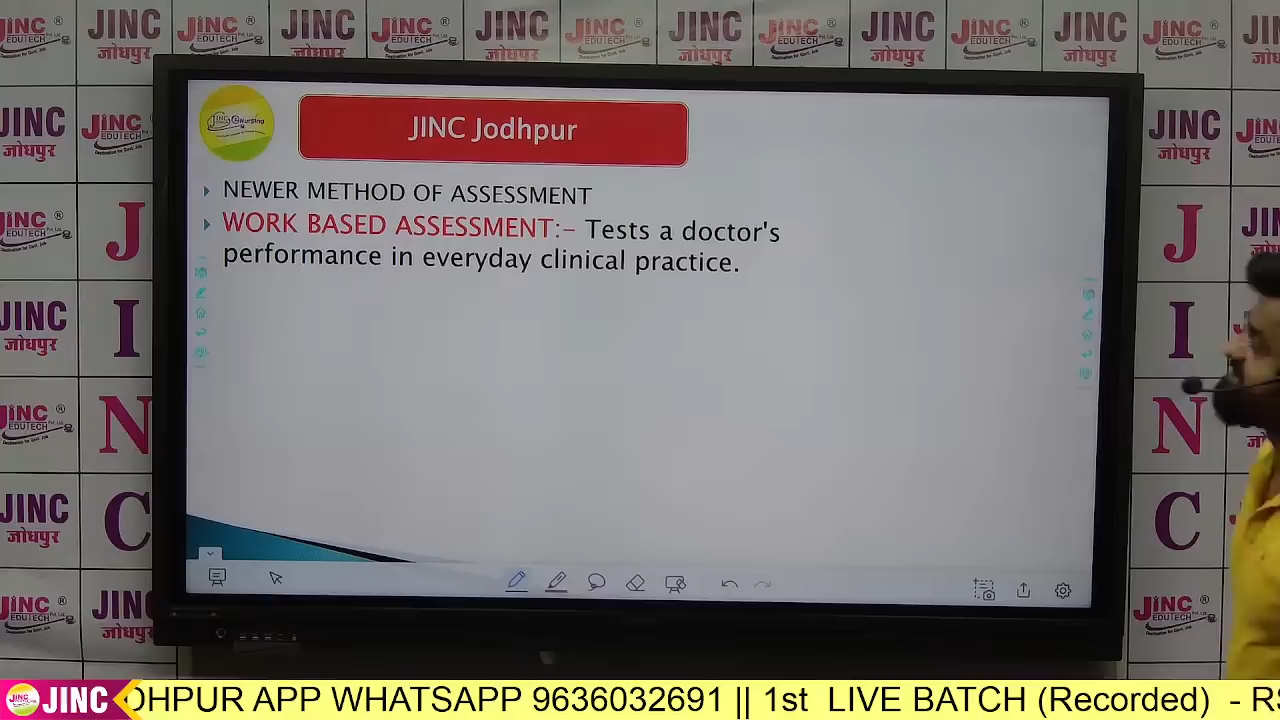 JINC Jodhpur
NEWER METHOD OF ASSESSMENT
WORK BASED ASSESSMENT:- Tests a doctor's
performance in everyday clinical practice.
JINC
जोधपुर
JINC
EDUTECH
J
I
N
C
J
I
N
C
JINC
DHPUR APP WHATSAPP 9636032691 || 1st LIVE BATCH (Recorded) - RS